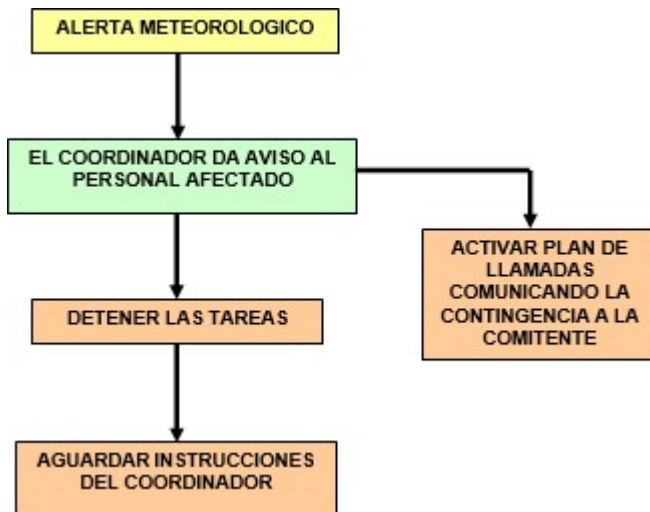 ALERTA METEOROLOGICO
EL COORDINADOR DA AVISO AL
PERSONAL AFECTADO
ACTIVAR PLAN DE
LLAMADAS
COMUNICANDO LA
CONTINGENCIA A LA
COMITENTE
DETENER LAS TAREAS
AGUARDAR INSTRUCCIONES
DEL COORDINADOR